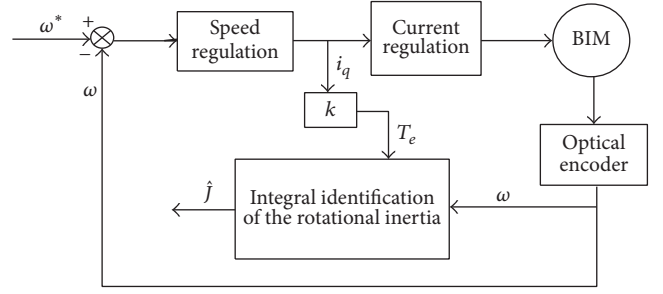 ω*
+
−
ω
Speed
regulation
i_q
k
T_e
Current
regulation
BIM
Optical
encoder
Integral identification
of the rotational inertia
Ĵ
ω